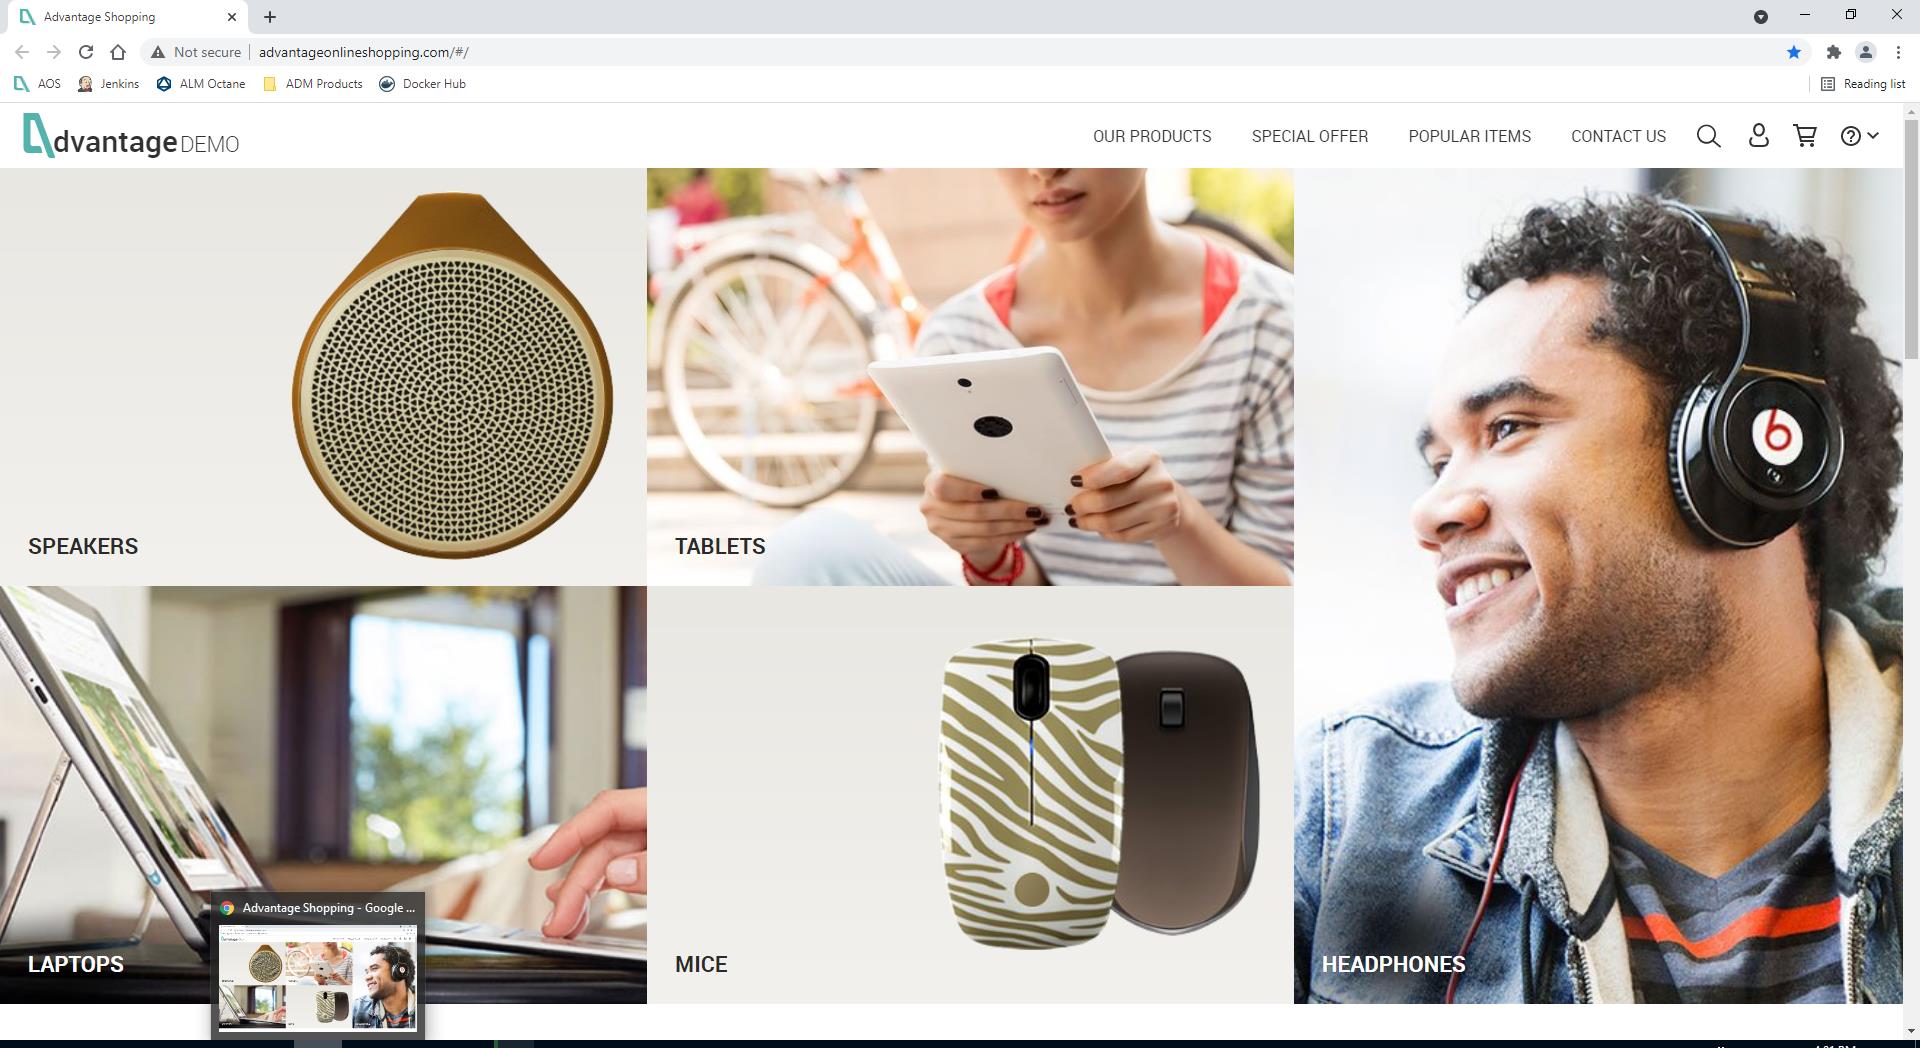 Advantage Shopping
Not secure
advantageonlineshopping.com/#/
AOS
Jenkins
ALM Octane
ADM Products
Docker Hub
Reading list
dvantage DEMO
OUR PRODUCTS
SPECIAL OFFER
POPULAR ITEMS
CONTACT US
SPEAKERS
TABLETS
LAPTOPS
MICE
HEADPHONES
Advantage Shopping - Google ...